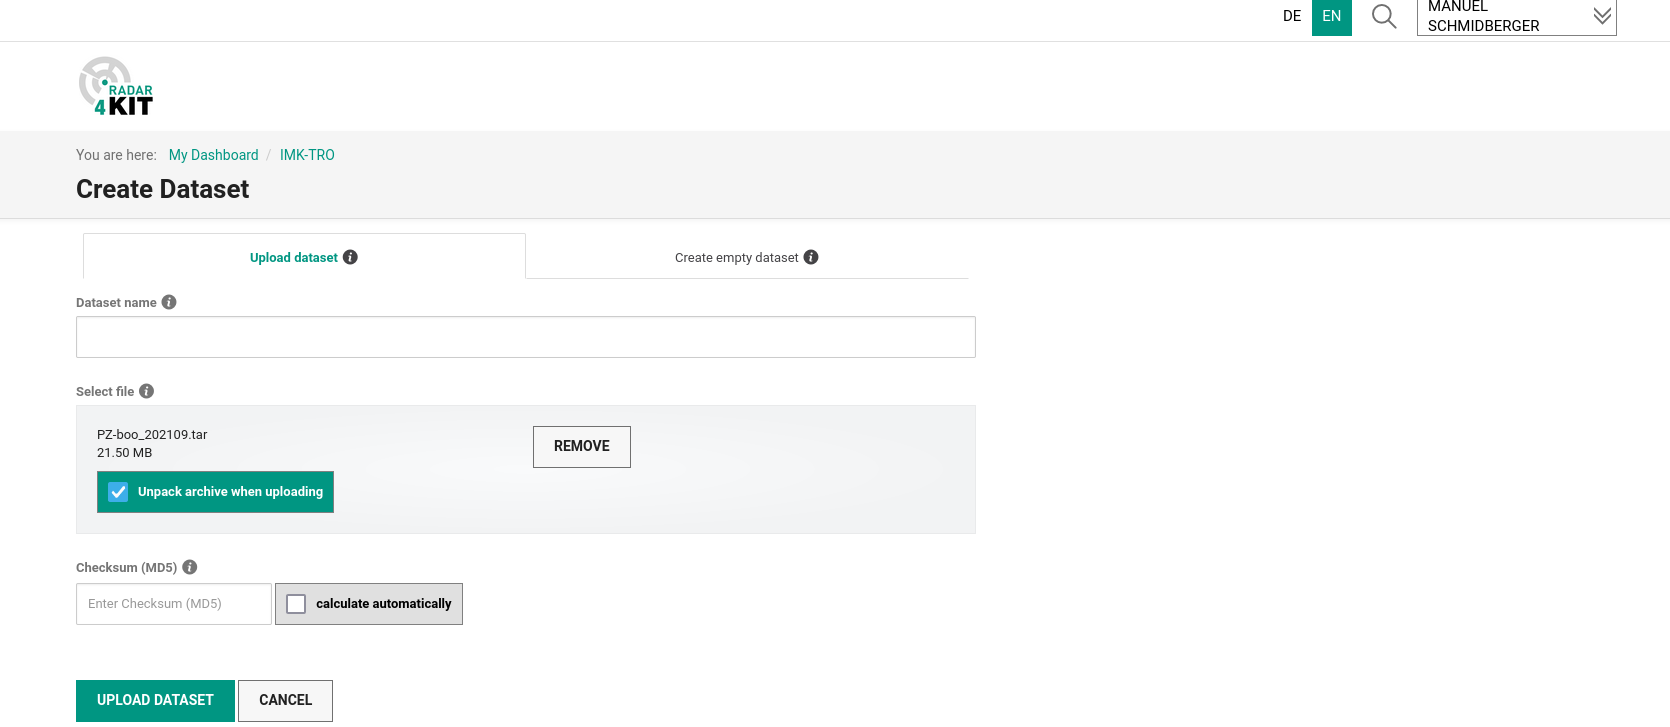 DE EN MANUEL
SCHMIDBERGER
RADAR
4KIT
You are here: My Dashboard / IMK-TRO
Create Dataset
Upload dataset i Create empty dataset i
Dataset name i
Select file i
PZ-boo_202109.tar
21.50 MB
REMOVE
Unpack archive when uploading
Checksum (MD5) i
Enter Checksum (MD5) calculate automatically
UPLOAD DATASET CANCEL